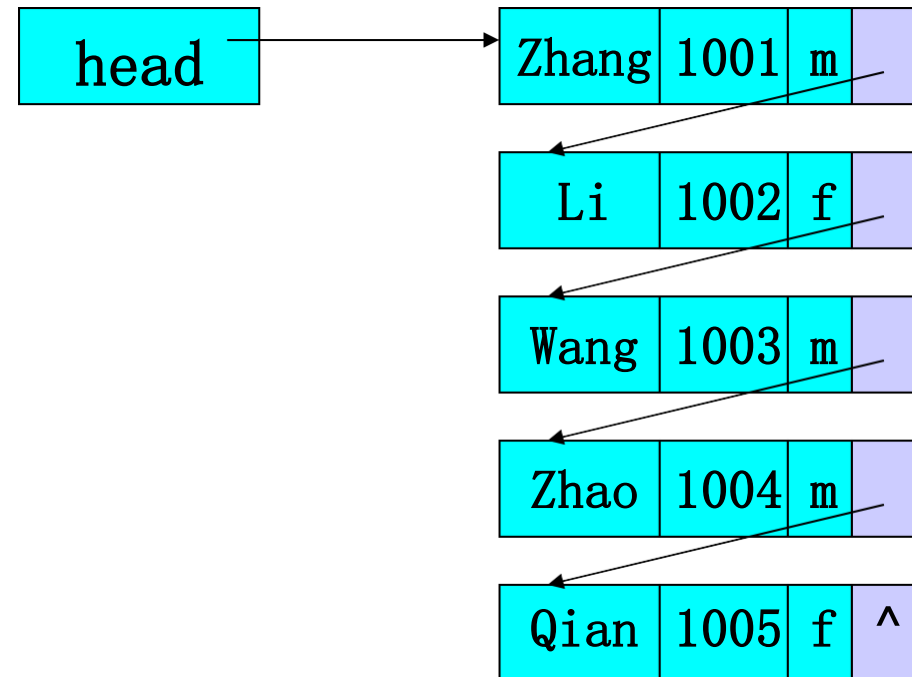 head Zhang 1001 m
Li 1002 f
Wang 1003 m
Zhao 1004 m
Qian 1005 f ^